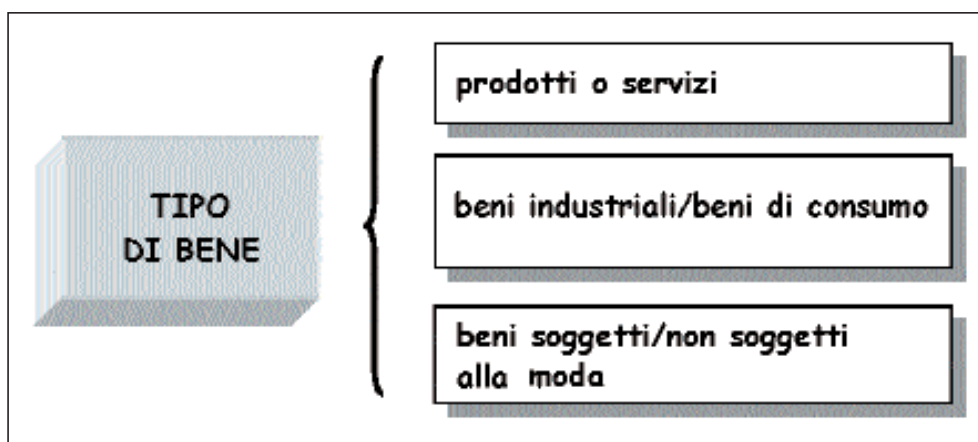 TIPO
DI BENE
prodotti o servizi
beni industriali/beni di consumo
beni soggetti/non soggetti
alla moda